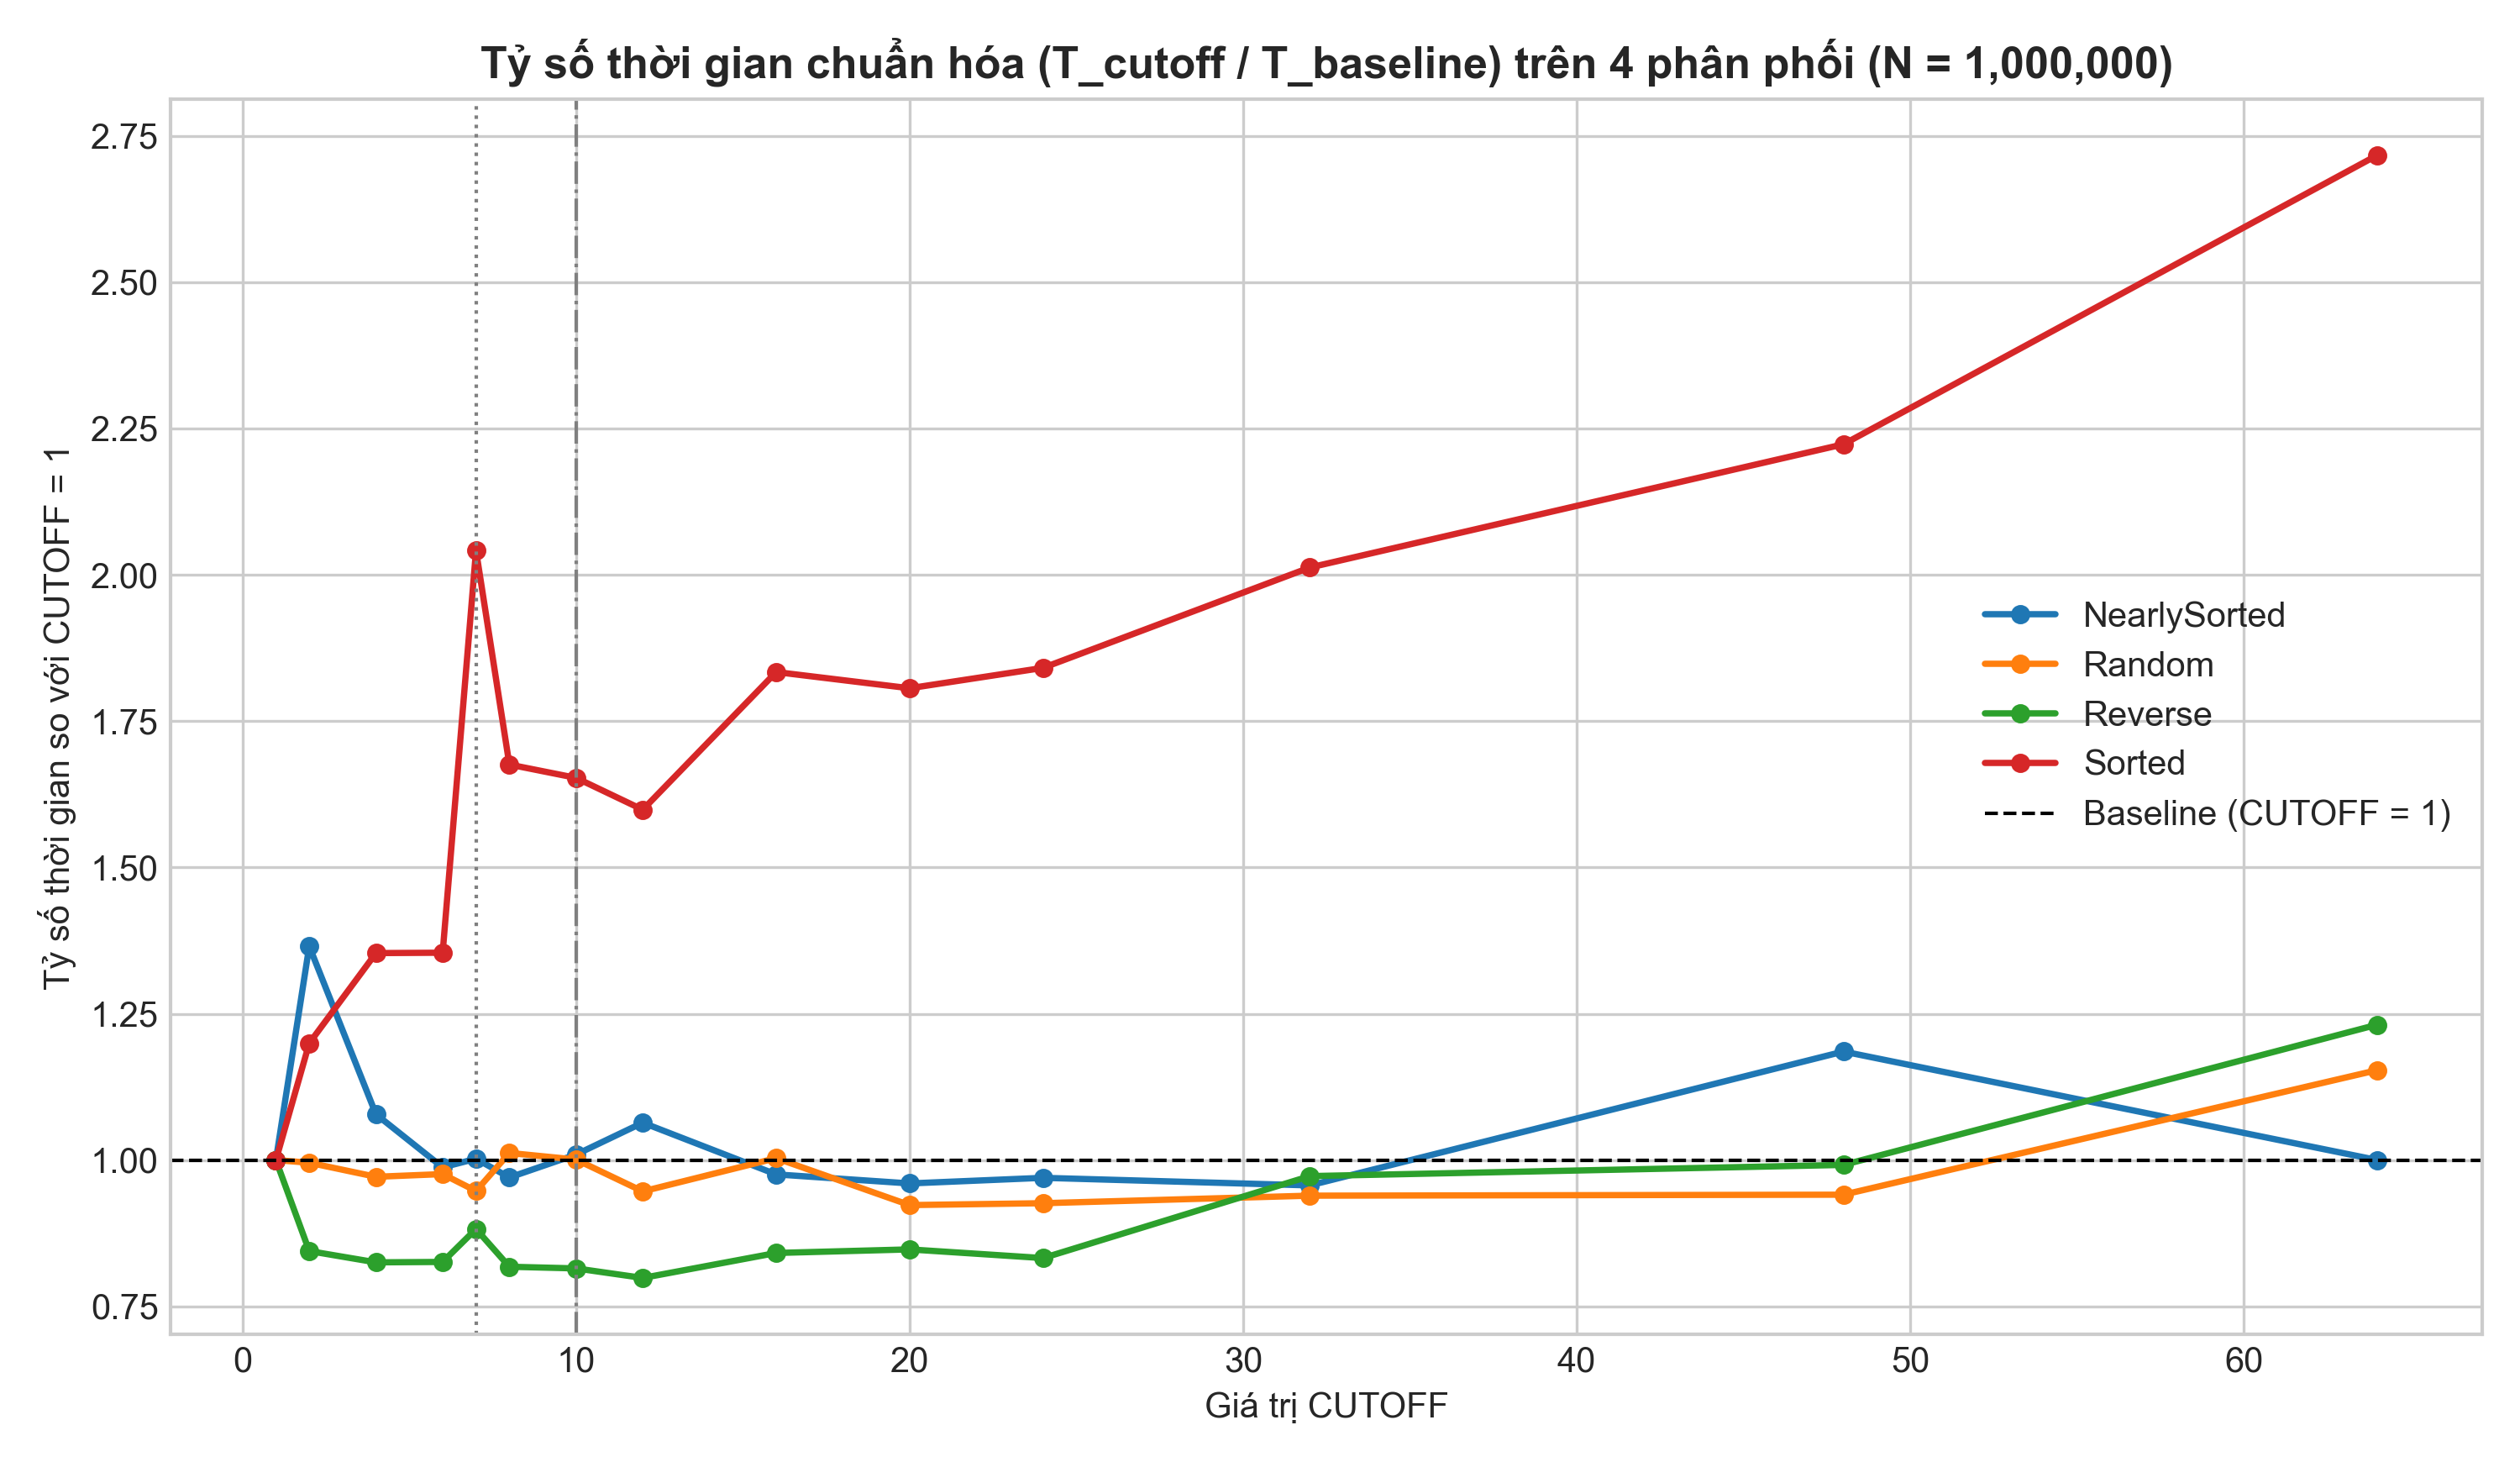 Tỷ số thời gian chuẩn hóa (T_cutoff / T_baseline) trên 4 phân phối (N = 1,000,000)
Tỷ số thời gian so với CUTOFF = 1
2.75
2.50
2.25
2.00
1.75
1.50
1.25
1.00
0.75
NearlySorted
Random
Reverse
Sorted
Baseline (CUTOFF = 1)
0
10
20
30
40
50
60
Giá trị CUTOFF